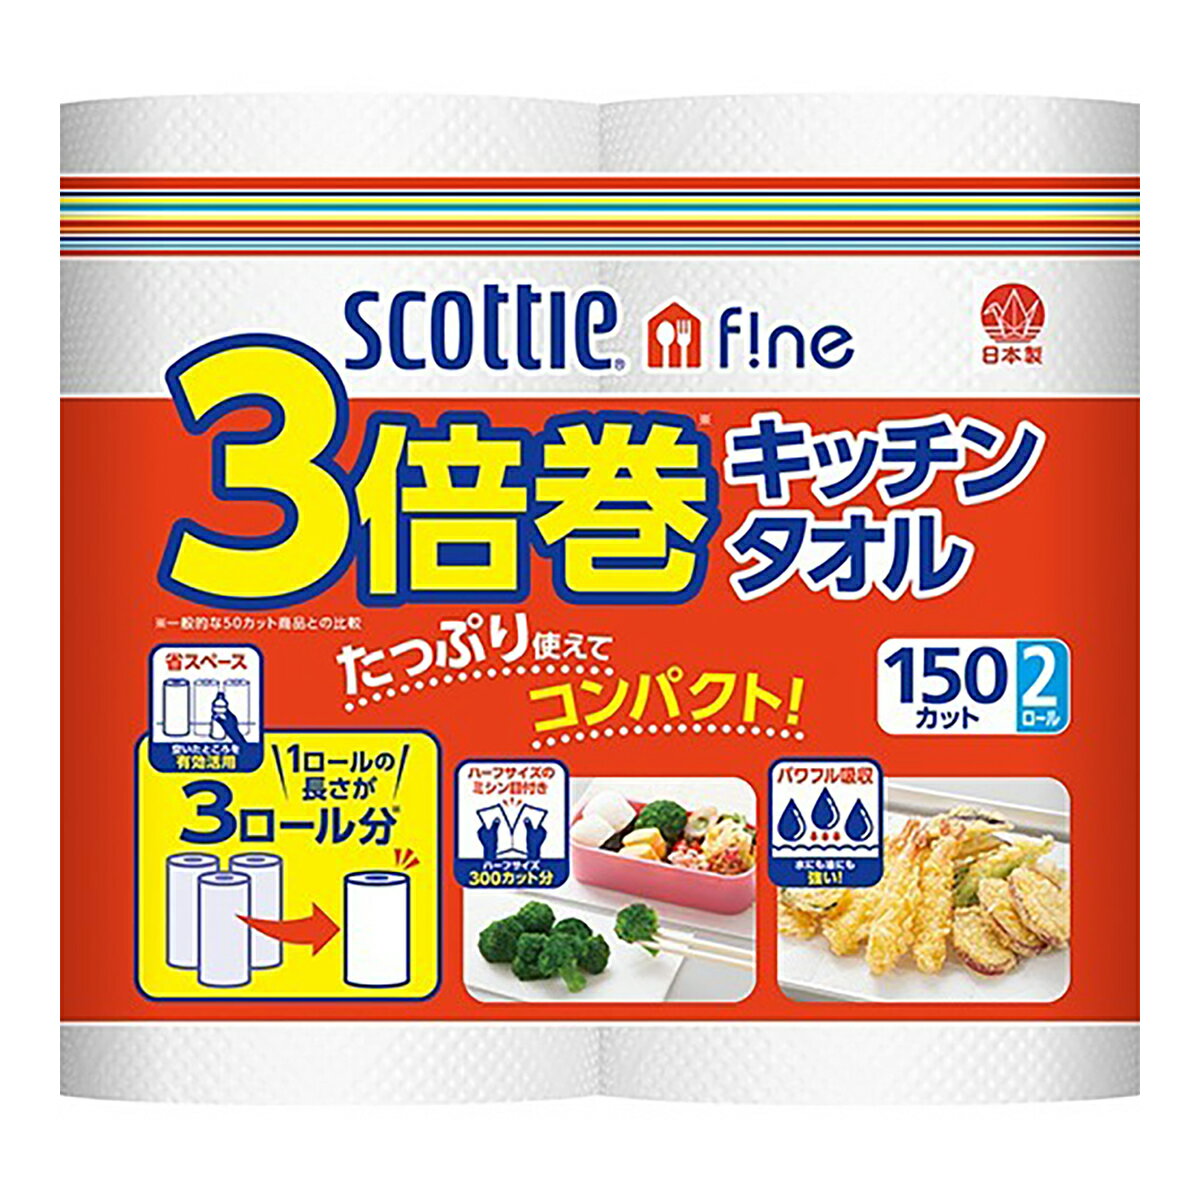 scottie® f!ne
日本製
3倍巻※
キッチン
タオル
※一般的な50カット商品との比較
たっぷり使えて
コンパクト!
150
カット
2
ロール
省スペース
空いたところを
有効活用
1ロールの
長さが
3ロール分※
ハーフサイズの
ミシン目付き
ハーフサイズ
300カット分
パワフル吸収
水にも油にも
強い!